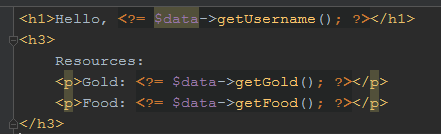 <h1>Hello, <?= $data->getUsername(); ?></h1>
<h3>
Resources:
<p>Gold: <?= $data->getGold(); ?></p>
<p>Food: <?= $data->getFood(); ?></p>
</h3>